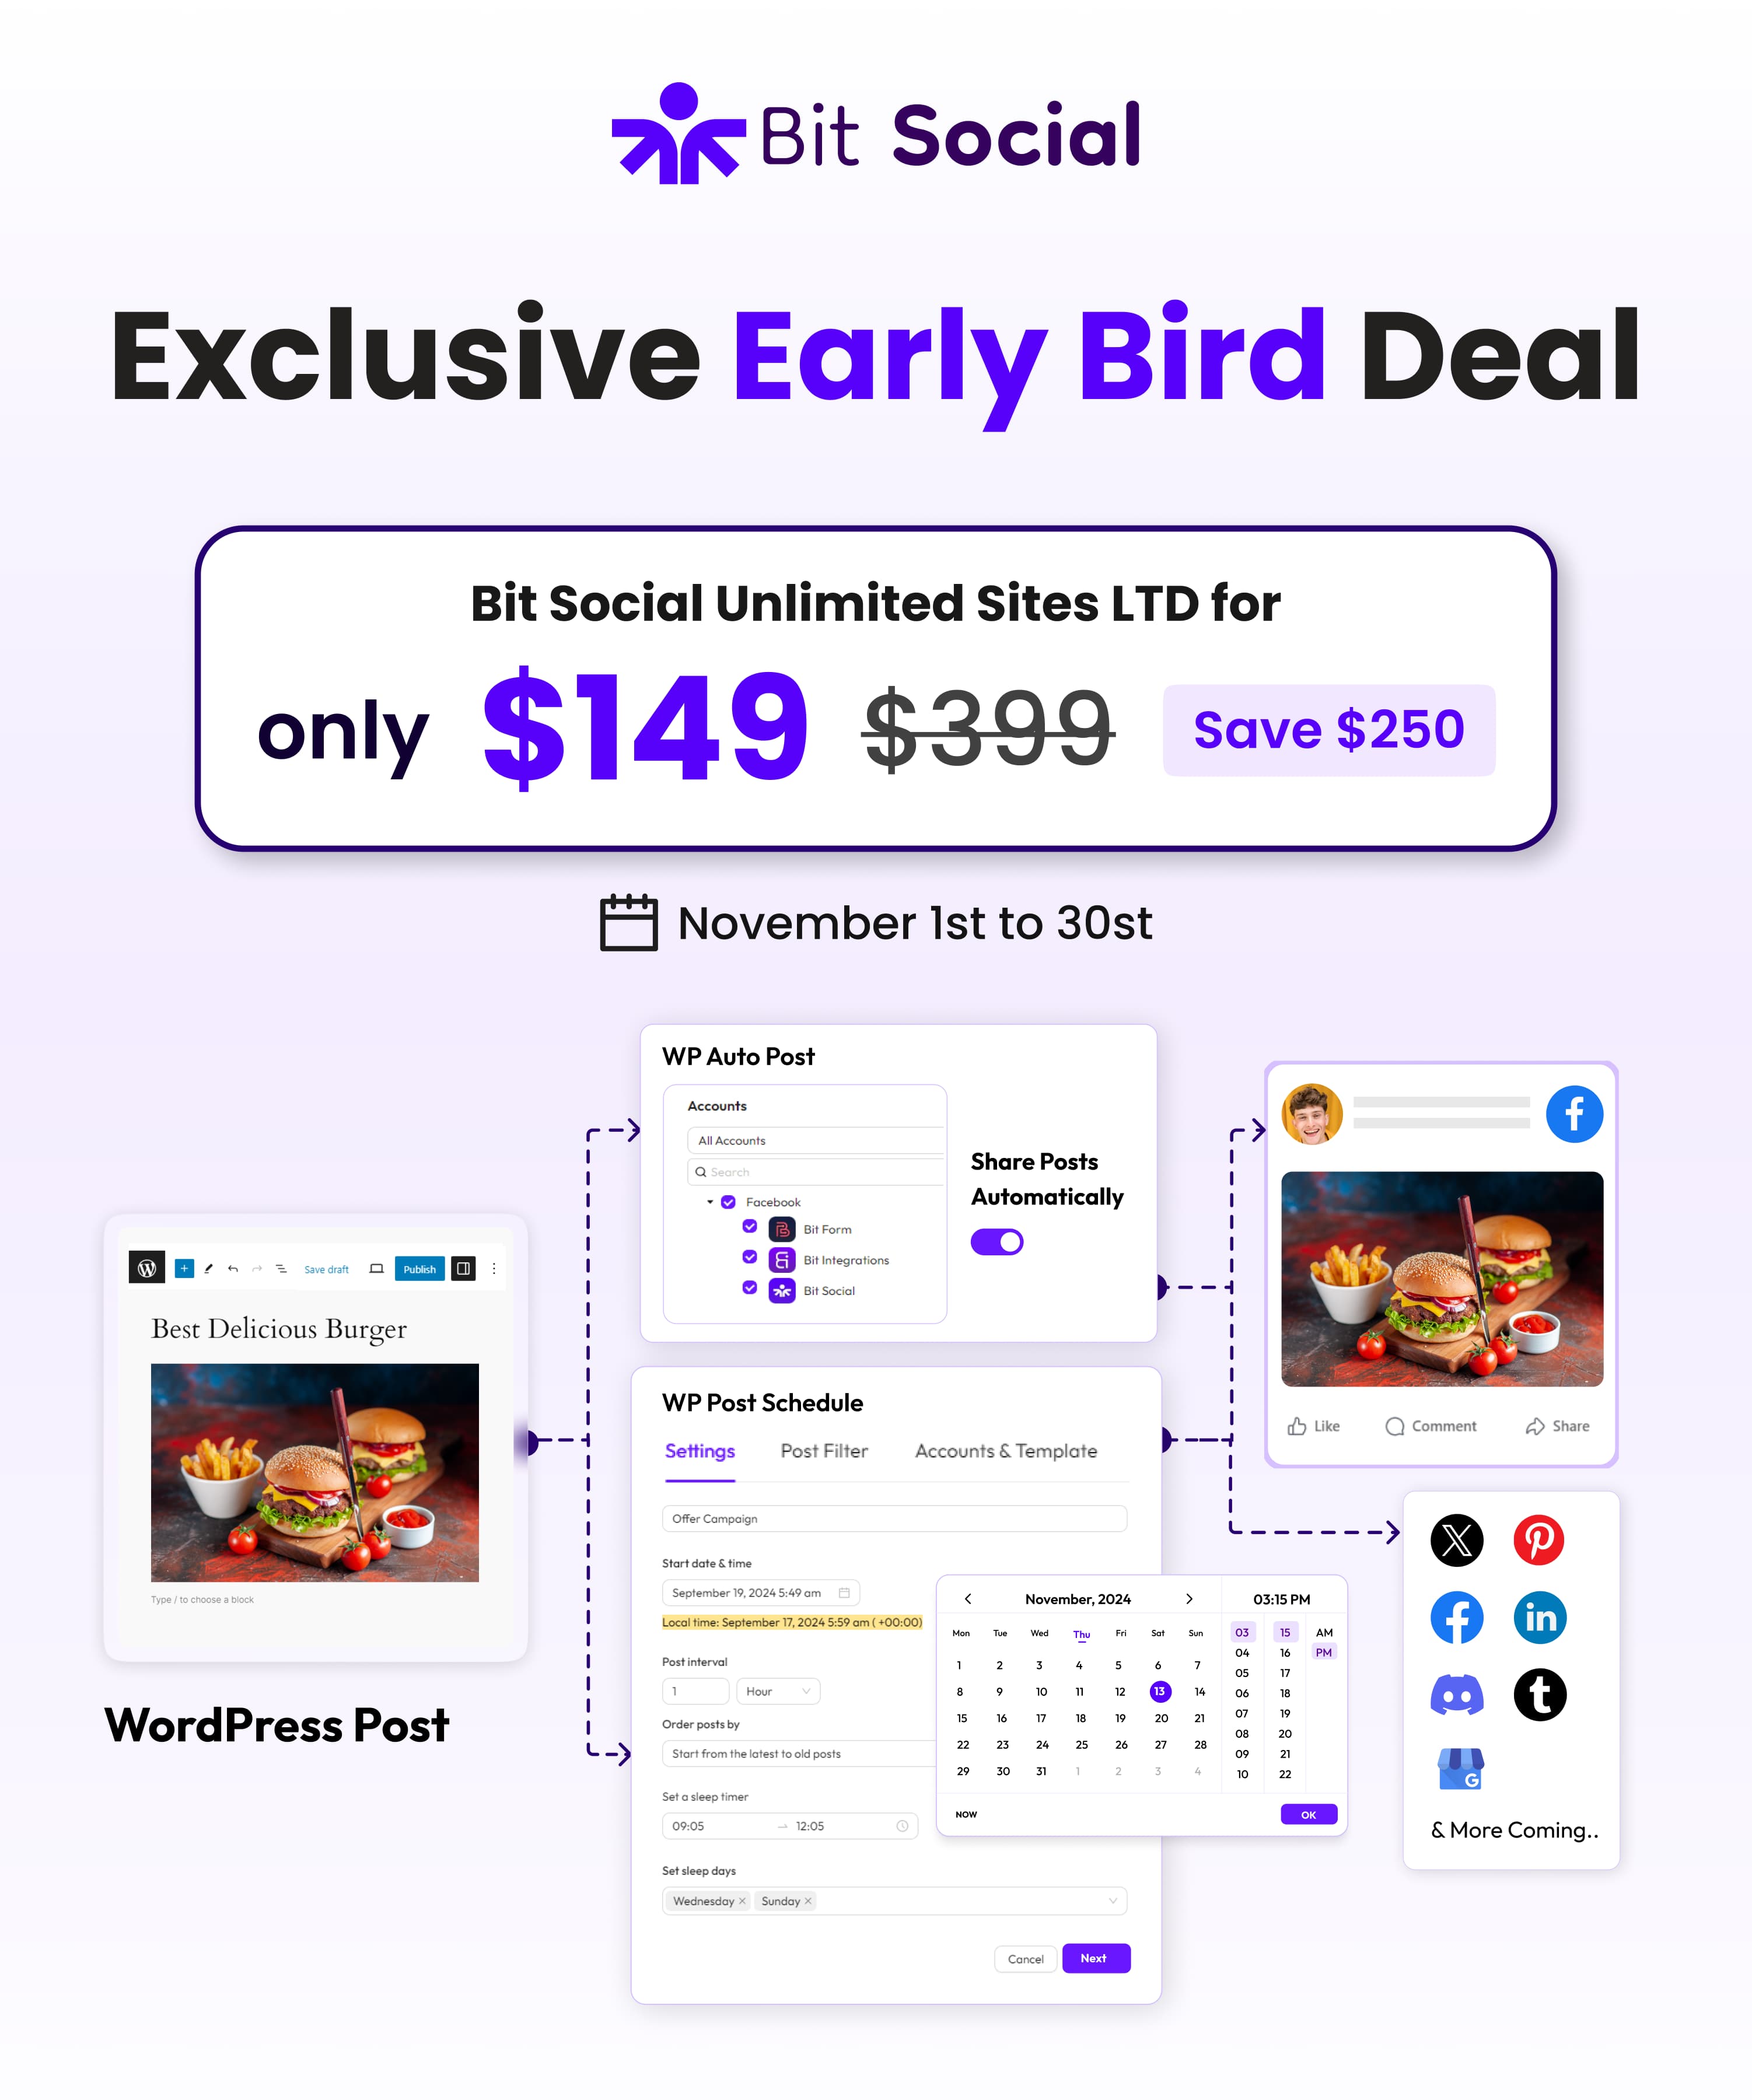 Bit Social
Exclusive Early Bird Deal
Bit Social Unlimited Sites LTD for
only $149 $399 Save $250
November 1st to 30st
WP Auto Post
Accounts
All Accounts
Search
Facebook
Bit Form
Bit Integrations
Bit Social
Share Posts
Automatically
Save draft Publish
Best Delicious Burger
Type / to choose a block
WordPress Post
WP Post Schedule
Settings Post Filter Accounts & Template
Offer Campaign
Start date & time
September 19, 2024 5:49 am
Local time: September 17, 2024 5:59 am ( +00:00)
Post interval
1 Hour
Order posts by
Start from the latest to old posts
Set a sleep timer
09:05 → 12:05
Set sleep days
Wednesday × Sunday ×
Cancel Next
November, 2024 03:15 PM
Mon Tue Wed Thu Fri Sat Sun 03 15 AM
04 16 PM
1 2 3 4 5 6 7 05 17
8 9 10 11 12 13 14 06 18
15 16 17 18 19 20 21 07 19
22 23 24 25 26 27 28 08 20
09 21
29 30 31 1 2 3 4 10 22
NOW OK
Like Comment Share
& More Coming..